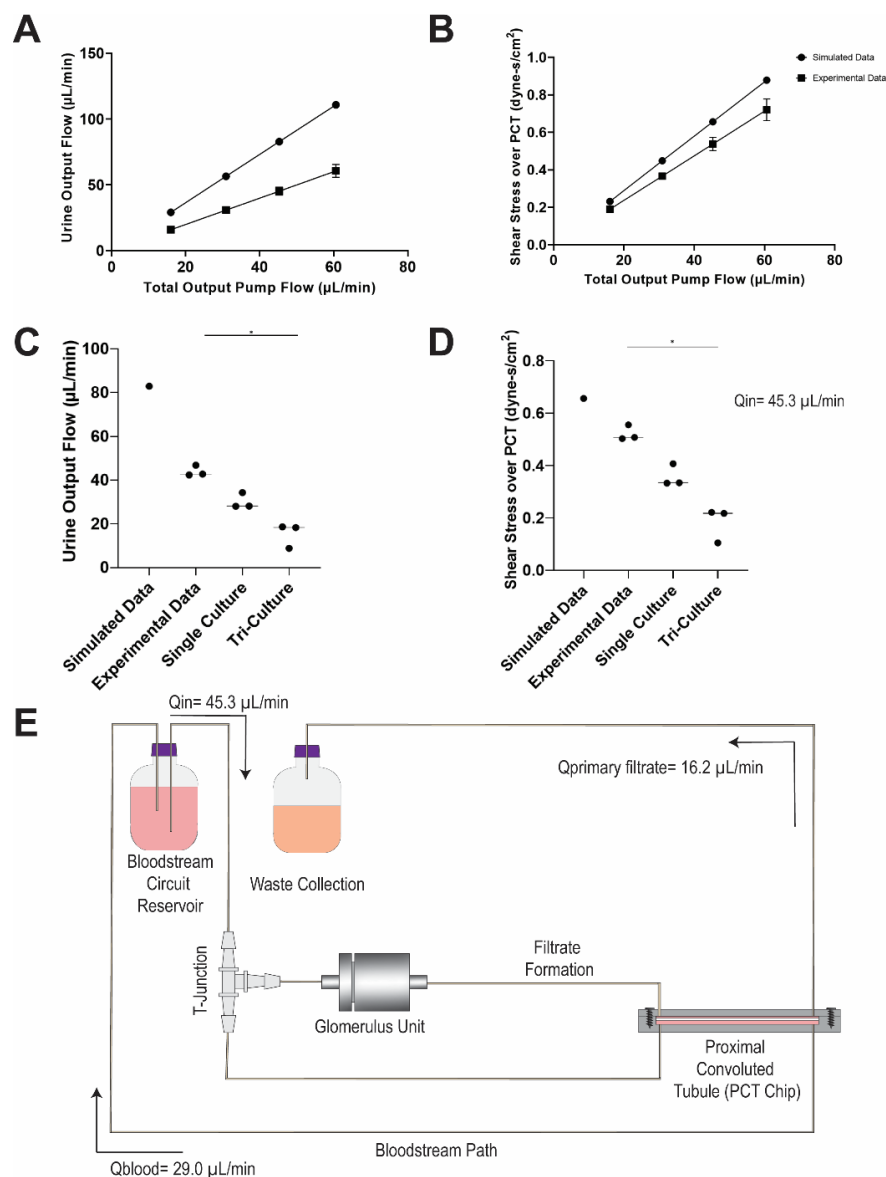 A
Urine Output Flow (µL/min)
150
100
50
0
0
20
40
60
80
Total Output Pump Flow (µL/min)
B
Shear Stress over PCT (dyne-s/cm²)
1.0
0.8
0.6
0.4
0.2
0.0
0
20
40
60
80
Total Output Pump Flow (µL/min)
Simulated Data
Experimental Data
C
Urine Output Flow (µL/min)
100
80
60
40
20
0
*
Simulated Data
Experimental Data
Single Culture
Tri-Culture
D
Shear Stress over PCT (dyne-s/cm²)
0.8
0.6
0.4
0.2
0.0
*
Qin= 45.3 µL/min
Simulated Data
Experimental Data
Single Culture
Tri-Culture
E
Qin= 45.3 µL/min
Qprimary filtrate= 16.2 µL/min
Bloodstream
Circuit
Reservoir
Waste Collection
T-Junction
Glomerulus Unit
Filtrate
Formation
Proximal
Convoluted
Tubule (PCT Chip)
Bloodstream Path
Qblood= 29.0 µL/min